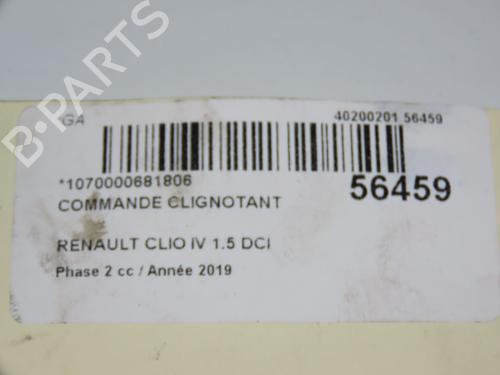 GA 40200201 56459
*1070000681806 56459
COMMANDE CLIGNOTANT
RENAULT CLIO IV 1.5 DCI
Phase 2 cc / Année 2019
B-PARTS